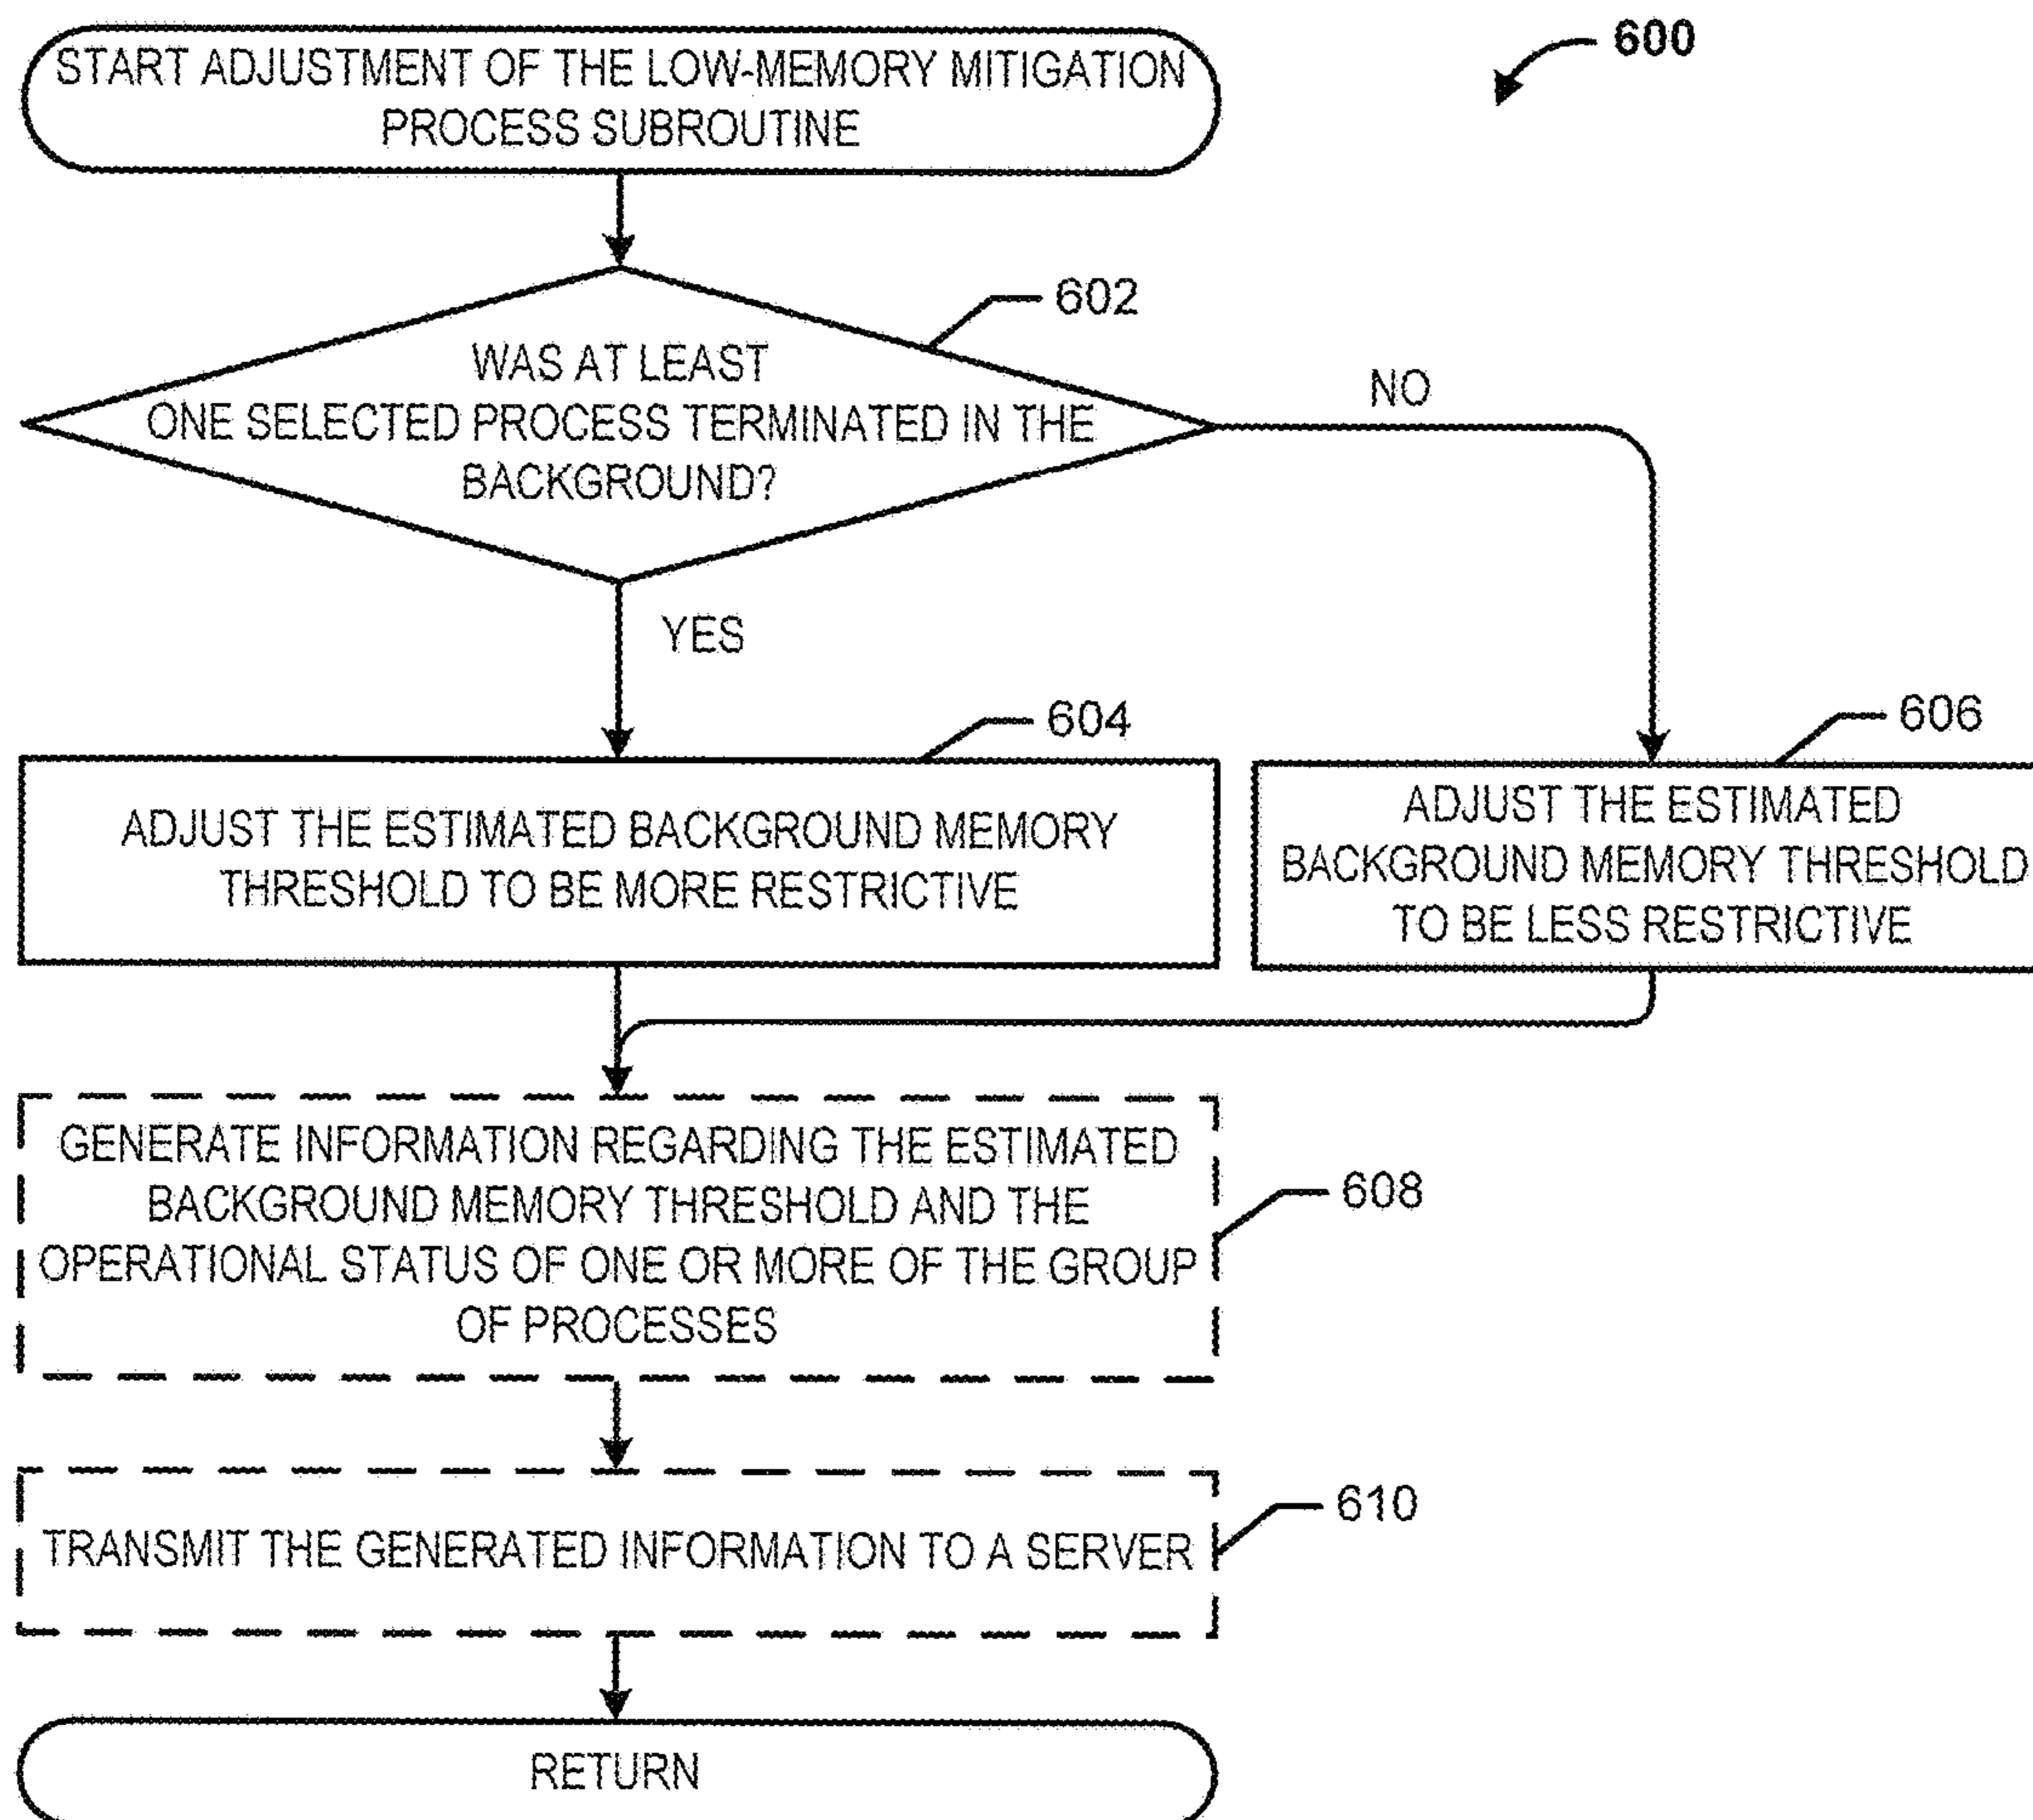 START ADJUSTMENT OF THE LOW-MEMORY MITIGATION
PROCESS SUBROUTINE
600
602
WAS AT LEAST
ONE SELECTED PROCESS TERMINATED IN THE
BACKGROUND?
NO
YES
604
606
ADJUST THE ESTIMATED BACKGROUND MEMORY
THRESHOLD TO BE MORE RESTRICTIVE
ADJUST THE ESTIMATED
BACKGROUND MEMORY THRESHOLD
TO BE LESS RESTRICTIVE
GENERATE INFORMATION REGARDING THE ESTIMATED
BACKGROUND MEMORY THRESHOLD AND THE
OPERATIONAL STATUS OF ONE OR MORE OF THE GROUP
OF PROCESSES
608
TRANSMIT THE GENERATED INFORMATION TO A SERVER
610
RETURN